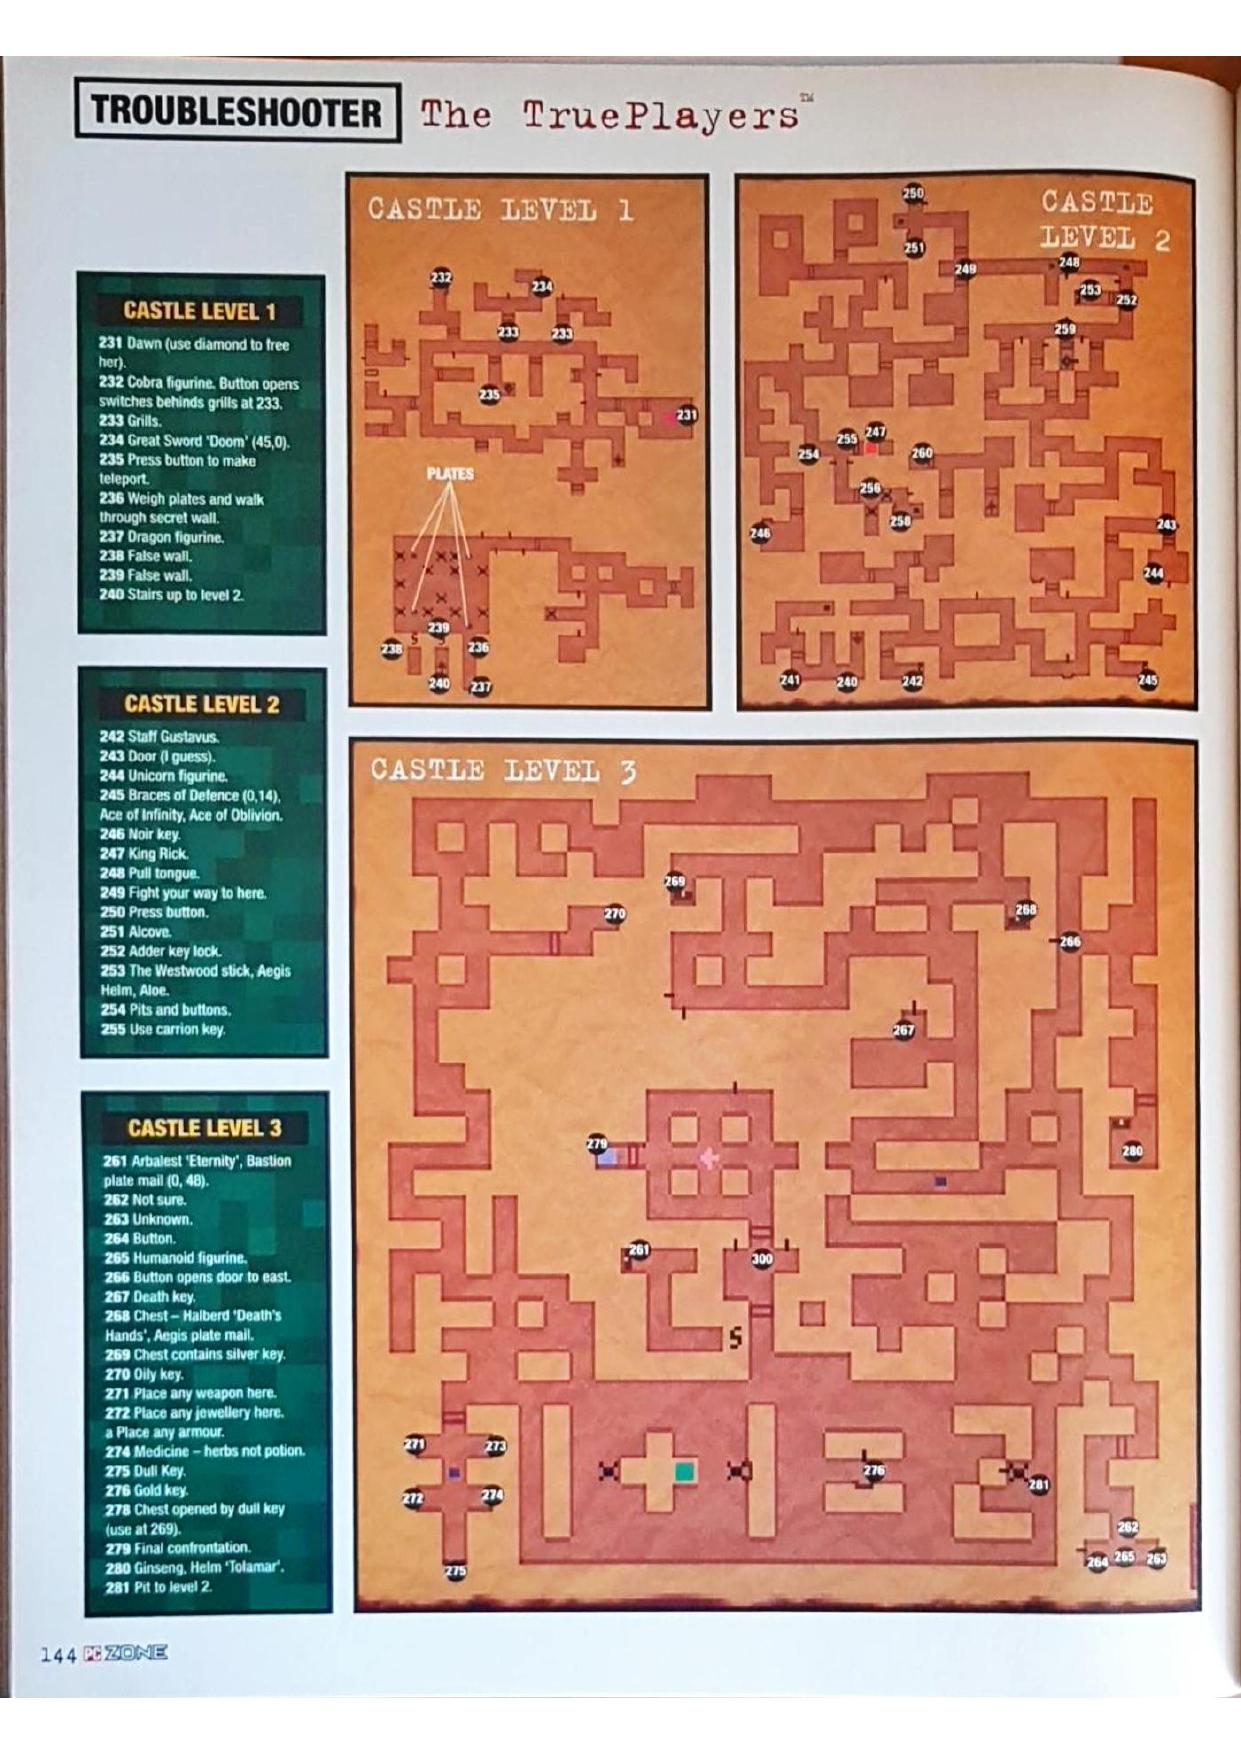 TROUBLESHOOTER The TruePlayers™
CASTLE LEVEL 1
231 Dawn (use diamond to free
her).
232 Cobra figurine. Button opens
switches behinds grills at 233.
233 Grills.
234 Great Sword 'Doom' (45,0).
235 Press button to make
teleport.
236 Weigh plates and walk
through secret wall.
237 Dragon figurine.
238 False wall.
239 False wall.
240 Stairs up to level 2.
CASTLE LEVEL 2
242 Staff Gustavus.
243 Door (I guess).
244 Unicorn figurine.
245 Braces of Defence (0,14),
Ace of Infinity, Ace of Oblivion.
246 Noir key.
247 King Rick.
248 Pull tongue.
249 Fight your way to here.
250 Press button.
251 Alcove.
252 Adder key lock.
253 The Westwood stick, Aegis
Helm, Aloe.
254 Pits and buttons.
255 Use carrion key.
CASTLE LEVEL 3
261 Arbalest 'Eternity', Bastion
plate mail (0, 48).
262 Not sure.
263 Unknown.
264 Button.
265 Humanoid figurine.
266 Button opens door to east.
267 Death key.
268 Chest – Halberd 'Death's
Hands', Aegis plate mail.
269 Chest contains silver key.
270 Oily key.
271 Place any weapon here.
272 Place any jewellery here.
a Place any armour.
274 Medicine – herbs not potion.
275 Dull Key.
276 Gold key.
278 Chest opened by dull key
(use at 269).
279 Final confrontation.
280 Ginseng, Helm 'Tolamar'.
281 Pit to level 2.
CASTLE LEVEL 1
232
234
233 233
235
231
PLATES
S S
239
238 236
240 237
CASTLE
LEVEL 2
250
251
249 248
253
252
259
247
255
254 260
256
258
246 243
244
241 240 242 245
CASTLE LEVEL 3
269
270 268
266
267
279 280
261 300
S
271 273
276
281
272 274
262
264 265 263
275
144 PC ZONE